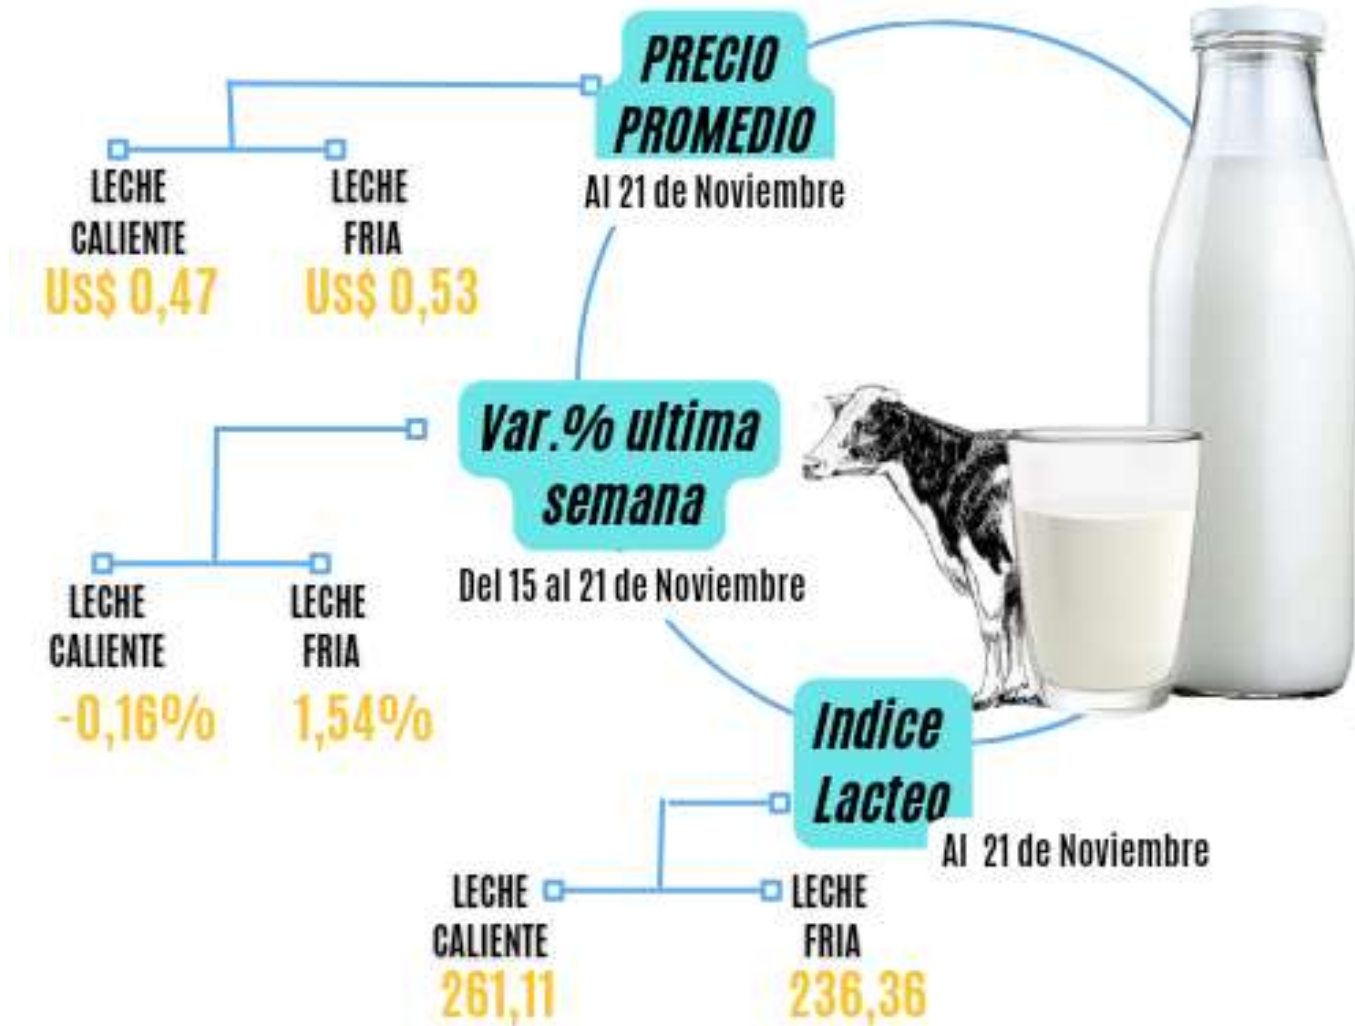 PRECIO
PROMEDIO
Al 21 de Noviembre
LECHE
CALIENTE
Us$ 0,47
LECHE
FRIA
Us$ 0,53
Var.% ultima
semana
Del 15 al 21 de Noviembre
LECHE
CALIENTE
-0,16%
LECHE
FRIA
1,54%
Indice
Lacteo
Al 21 de Noviembre
LECHE
CALIENTE
261,11
LECHE
FRIA
236,36